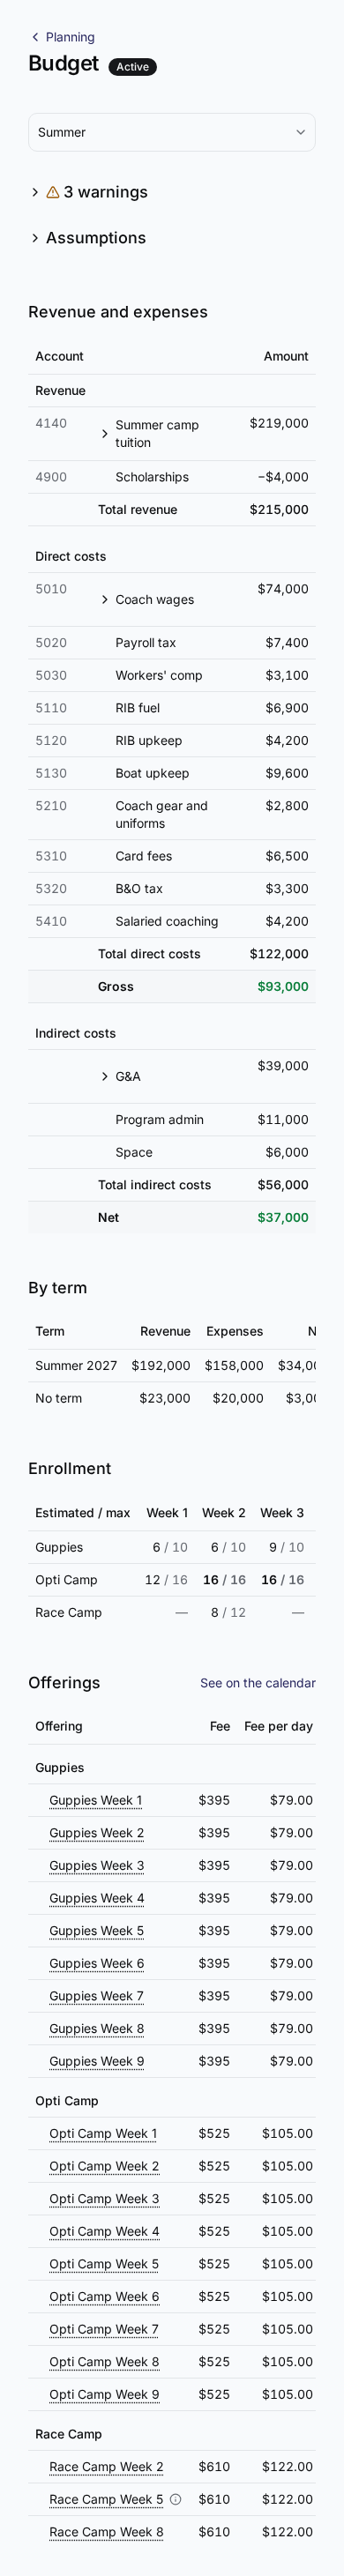 Planning
Budget Active
Summer
3 warnings
Assumptions
Revenue and expenses
Account Amount
Revenue
4140 Summer camp tuition $219,000
4900 Scholarships −$4,000
Total revenue $215,000
Direct costs
5010 Coach wages $74,000
5020 Payroll tax $7,400
5030 Workers' comp $3,100
5110 RIB fuel $6,900
5120 RIB upkeep $4,200
5130 Boat upkeep $9,600
5210 Coach gear and uniforms $2,800
5310 Card fees $6,500
5320 B&O tax $3,300
5410 Salaried coaching $4,200
Total direct costs $122,000
Gross $93,000
Indirect costs
G&A $39,000
Program admin $11,000
Space $6,000
Total indirect costs $56,000
Net $37,000
By term
Term Revenue Expenses
Summer 2027 $192,000 $158,000
No term $23,000 $20,000
Enrollment
Estimated / max Week 1 Week 2 Week 3
Guppies 6 / 10 6 / 10 9 / 10
Opti Camp 12 / 16 16 / 16 16 / 16
Race Camp — 8 / 12 —
Offerings See on the calendar
Offering Fee Fee per day
Guppies
Guppies Week 1 $395 $79.00
Guppies Week 2 $395 $79.00
Guppies Week 3 $395 $79.00
Guppies Week 4 $395 $79.00
Guppies Week 5 $395 $79.00
Guppies Week 6 $395 $79.00
Guppies Week 7 $395 $79.00
Guppies Week 8 $395 $79.00
Guppies Week 9 $395 $79.00
Opti Camp
Opti Camp Week 1 $525 $105.00
Opti Camp Week 2 $525 $105.00
Opti Camp Week 3 $525 $105.00
Opti Camp Week 4 $525 $105.00
Opti Camp Week 5 $525 $105.00
Opti Camp Week 6 $525 $105.00
Opti Camp Week 7 $525 $105.00
Opti Camp Week 8 $525 $105.00
Opti Camp Week 9 $525 $105.00
Race Camp
Race Camp Week 2 $610 $122.00
Race Camp Week 5 $610 $122.00
Race Camp Week 8 $610 $122.00